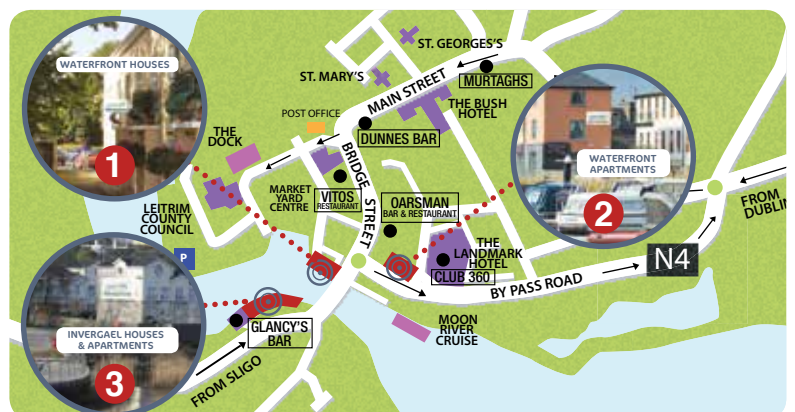 WATERFRONT HOUSES
1
ST. GEORGES'S
ST. MARY'S
MAIN STREET
MURTAGHS
THE BUSH
HOTEL
POST OFFICE
THE
DOCK
DUNNES BAR
BRIDGE STREET
MARKET
YARD
CENTRE
VITOS
RESTAURANT
OARSMAN
BAR & RESTAURANT
WATERFRONT
APARTMENTS
2
FROM
DUBLIN
LEITRIM
COUNTY
COUNCIL
P
THE
LANDMARK
HOTEL
CLUB 360
N4
BY PASS ROAD
MOON
RIVER
CRUISE
GLANCY'S
BAR
FROM SLIGO
INVERGAEL HOUSES
& APARTMENTS
3